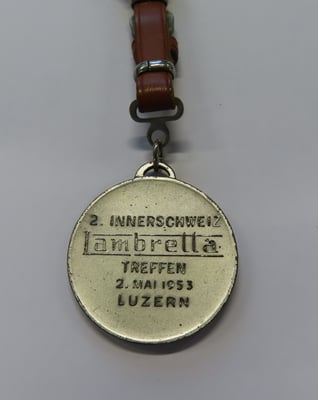 2. INNERSCHWEIZ
Lambretta
TREFFEN
2. MAI 1953
LUZERN